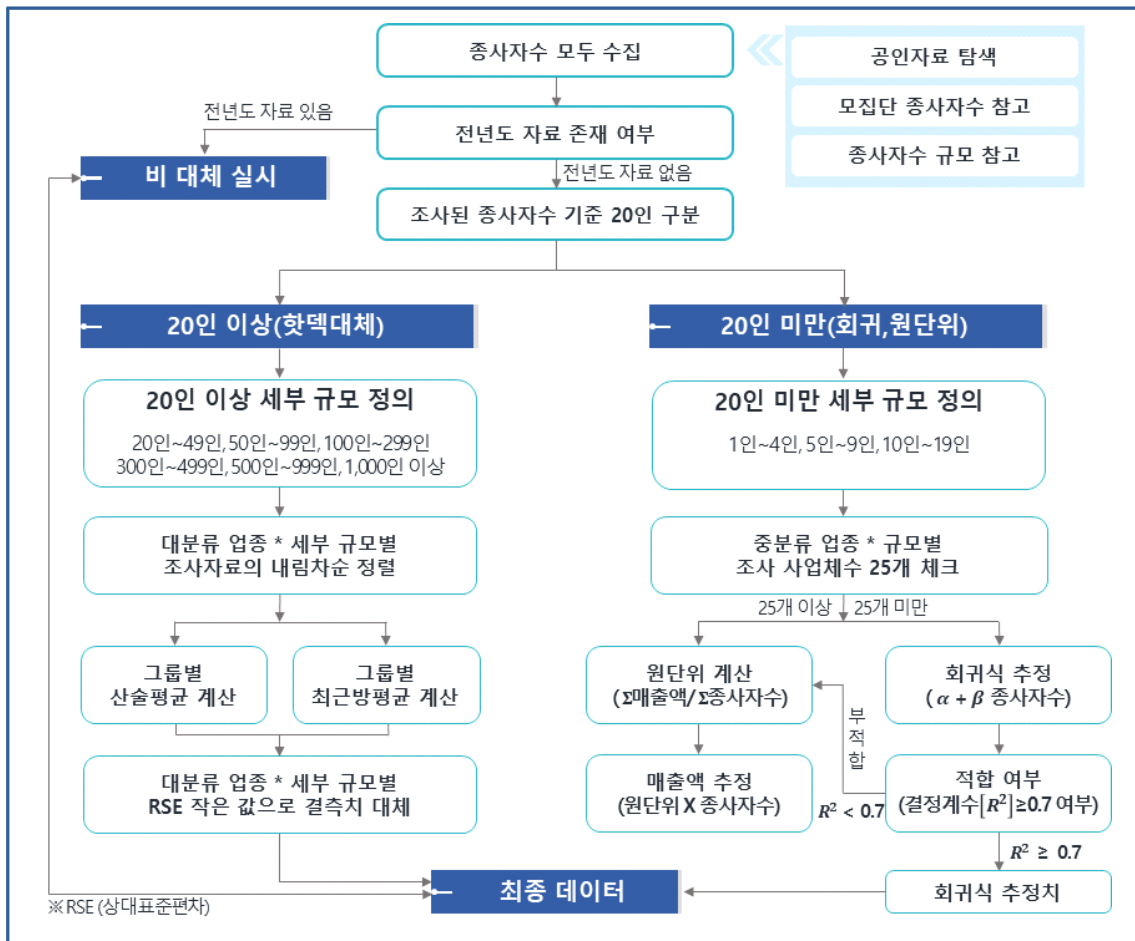 종사자수 모두 수집
공인자료 탐색
모집단 종사자수 참고
종사자수 규모 참고
전년도 자료 있음
전년도 자료 존재 여부
비 대체 실시
전년도 자료 없음
조사된 종사자수 기준 20인 구분
20인 이상(핫덱대체)
20인 이상 세부 규모 정의
20인~49인, 50인~99인, 100인~299인
300인~499인, 500인~999인, 1,000인 이상
대분류 업종 * 세부 규모별
조사자료의 내림차순 정렬
그룹별
산술평균 계산
그룹별
최근방평균 계산
대분류 업종 * 세부 규모별
RSE 작은 값으로 결측치 대체
20인 미만(회귀,원단위)
20인 미만 세부 규모 정의
1인~4인, 5인~9인, 10인~19인
중분류 업종 * 규모별
조사 사업체수 25개 체크
25개 이상
25개 미만
원단위 계산
(Σ매출액/Σ종사자수)
회귀식 추정
(α + β 종사자수)
부적합
매출액 추정
(원단위 X 종사자수)
적합 여부
(결정계수[R²]≥0.7 여부)
R² < 0.7
R² ≥ 0.7
회귀식 추정치
최종 데이터
※ RSE (상대표준편차)